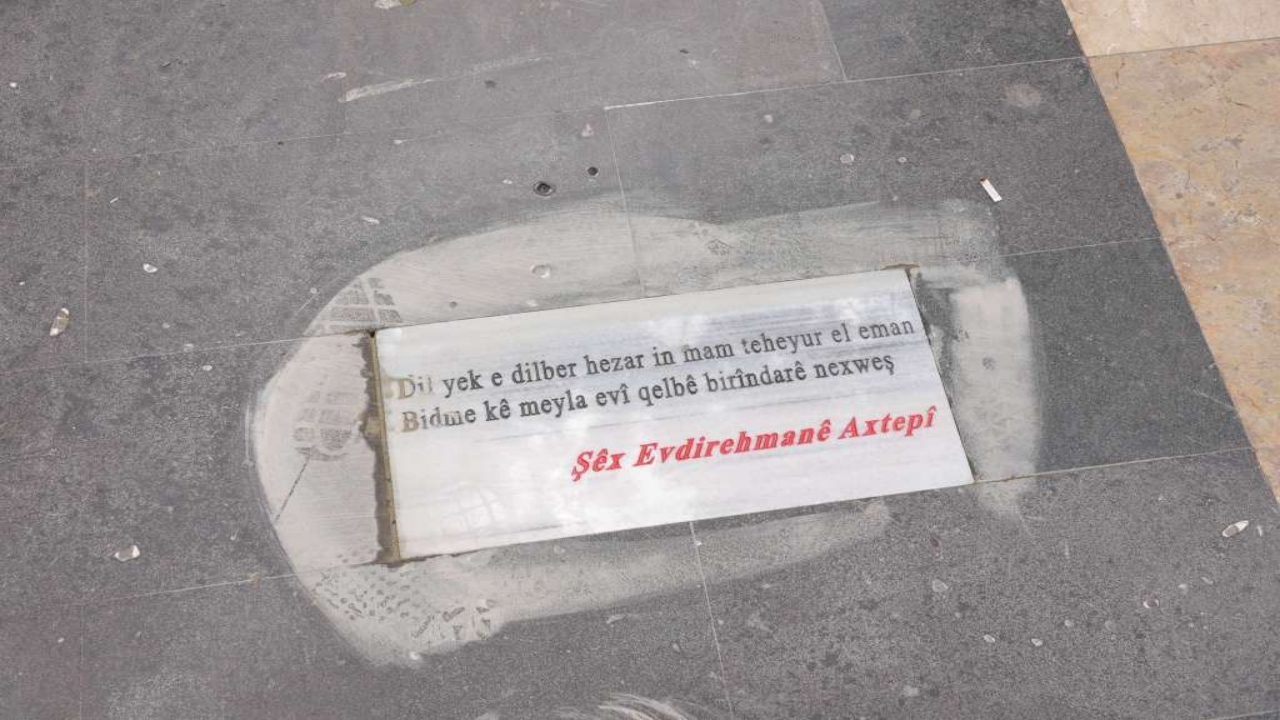 Dil yek e dilber hezar in mam teheyur el eman
Bidme kê meyla evî qelbê birîndarê nexweş
Şêx Evdirehmanê Axtepî